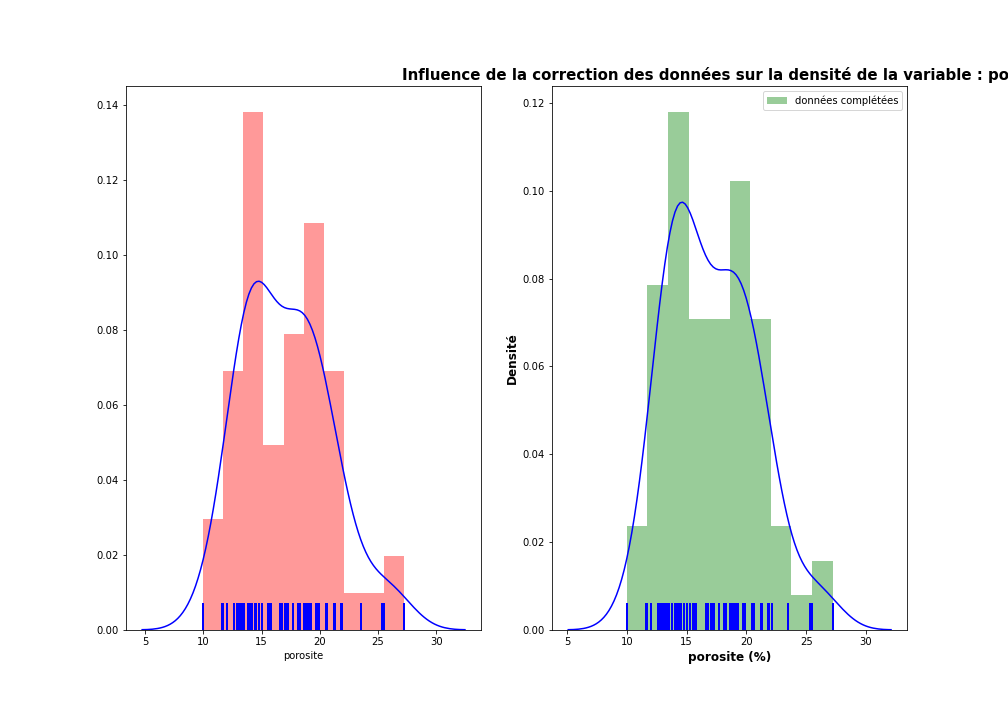 Influence de la correction des données sur la densité de la variable : po
0.14
0.12
0.10
0.08
0.06
0.04
0.02
0.00
5 10 15 20 25 30
porosite
données complétées
Densité
0.12
0.10
0.08
0.06
0.04
0.02
0.00
5 10 15 20 25 30
porosite (%)